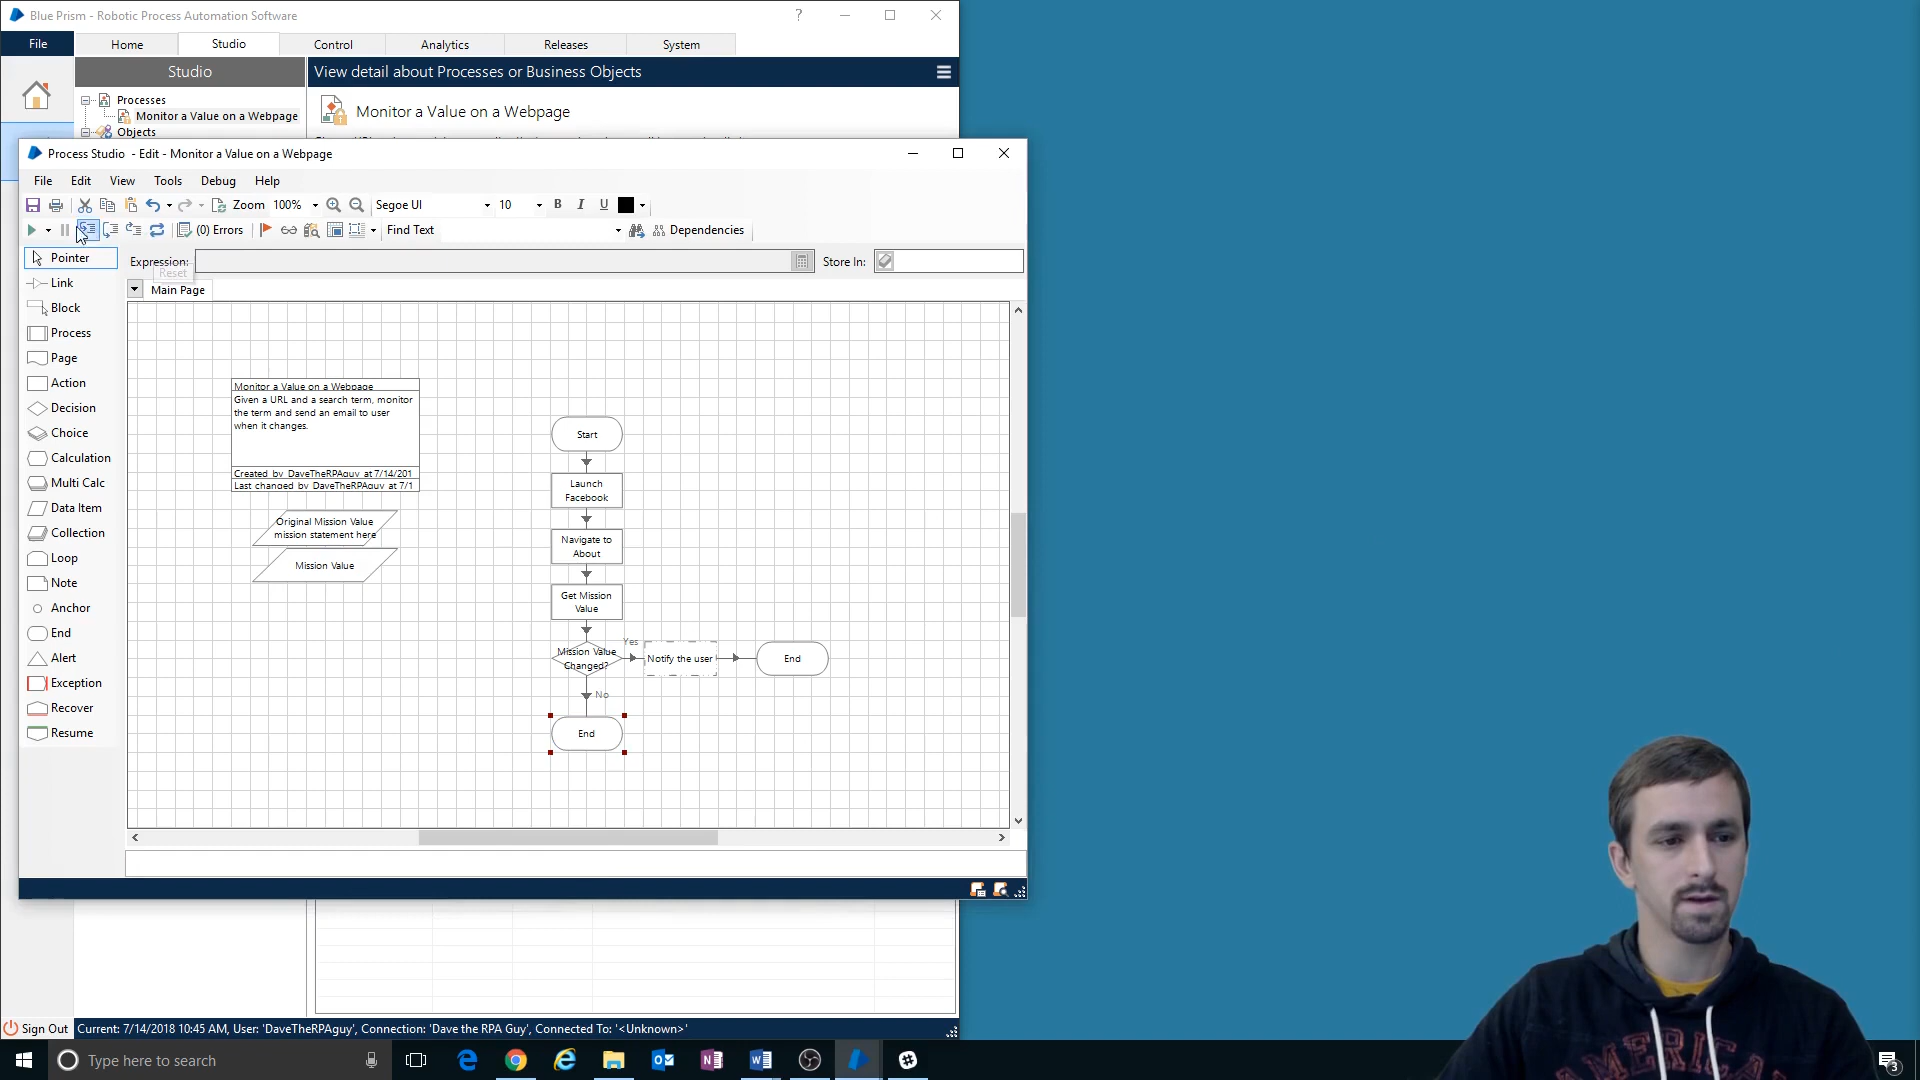 Blue Prism - Robotic Process Automation Software
?
File
Home
Studio
Control
Analytics
Releases
System
Studio
View detail about Processes or Business Objects
Processes
Monitor a Value on a Webpage
Objects
Monitor a Value on a Webpage
Process Studio - Edit - Monitor a Value on a Webpage
File Edit View Tools Debug Help
Zoom 100% Segoe UI 10 B I U
(0) Errors Find Text Dependencies
Expression:
Store In:
Reset
Main Page
Pointer
Link
Block
Process
Page
Action
Decision
Choice
Calculation
Multi Calc
Data Item
Collection
Loop
Note
Anchor
End
Alert
Exception
Recover
Resume
Monitor a Value on a Webpage
Given a URL and a search term, monitor
the term and send an email to user
when it changes.
Created by DaveTheRPAguy at 7/14/201
Last changed by DaveTheRPAguy at 7/1
Original Mission Value
mission statement here
Mission Value
Start
Launch
Facebook
Navigate to
About
Get Mission
Value
Mission Value
Changed?
Yes
Notify the user
End
No
End
Sign Out
Current: 7/14/2018 10:45 AM, User: 'DaveTheRPAguy', Connection: 'Dave the RPA Guy', Connected To: '<Unknown>'
Type here to search
3